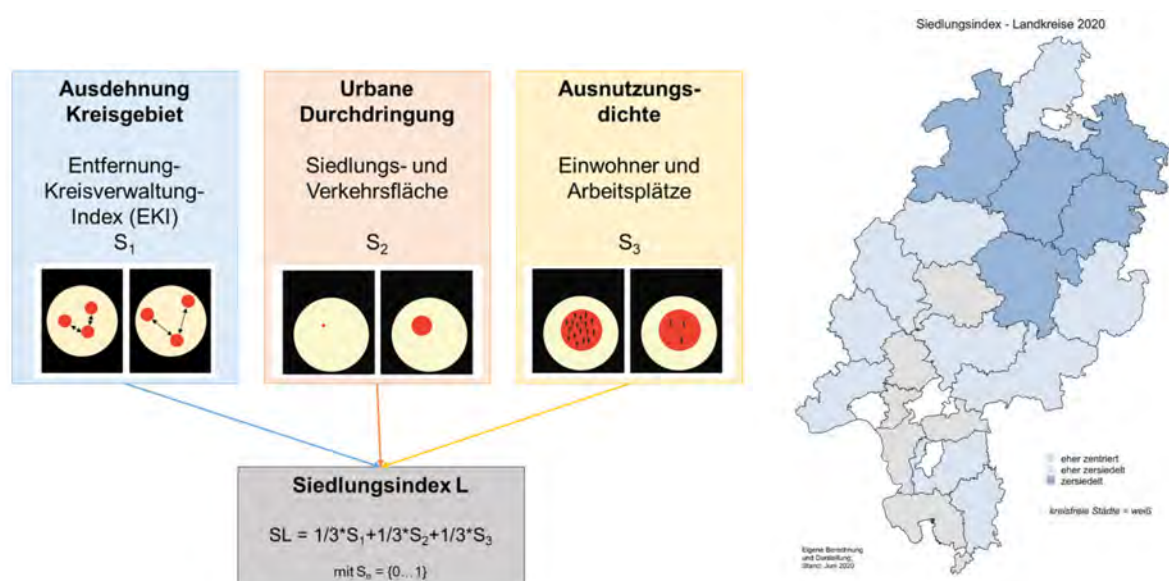 Ausdehnung
Kreisgebiet
Entfernung-
Kreisverwaltung-
Index (EKI)
S₁
Urbane
Durchdringung
Siedlungs- und
Verkehrsfläche
S₂
Ausnutzungs-
dichte
Einwohner und
Arbeitsplätze
S₃
Siedlungsindex L
SL = 1/3*S₁+1/3*S₂+1/3*S₃
mit Sₙ = {0...1}
Siedlungsindex - Landkreise 2020
eher zentriert
eher zersiedelt
zersiedelt
kreisfreie Städte = weiß
Eigene Berechnung
und Darstellung;
Stand: Juni 2020